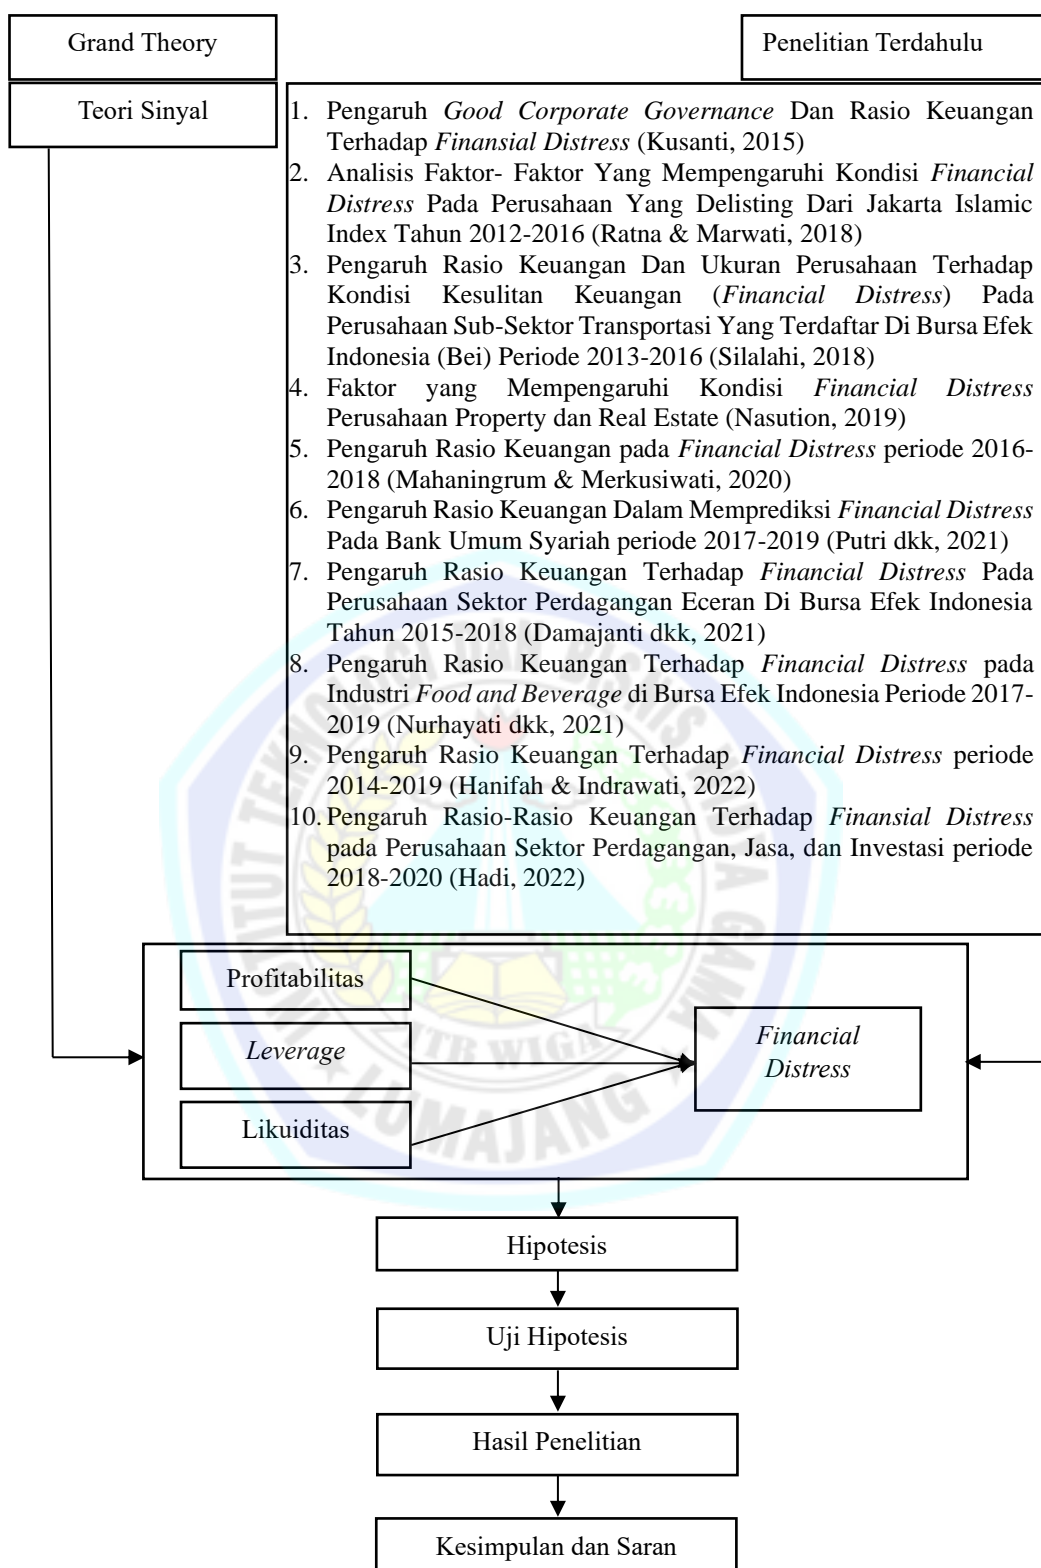 Grand Theory
Penelitian Terdahulu
Teori Sinyal
1. Pengaruh Good Corporate Governance Dan Rasio Keuangan
Terhadap Finansial Distress (Kusanti, 2015)
2. Analisis Faktor- Faktor Yang Mempengaruhi Kondisi Financial
Distress Pada Perusahaan Yang Delisting Dari Jakarta Islamic
Index Tahun 2012-2016 (Ratna & Marwati, 2018)
3. Pengaruh Rasio Keuangan Dan Ukuran Perusahaan Terhadap
Kondisi Kesulitan Keuangan (Financial Distress) Pada
Perusahaan Sub-Sektor Transportasi Yang Terdaftar Di Bursa Efek
Indonesia (Bei) Periode 2013-2016 (Silalahi, 2018)
4. Faktor yang Mempengaruhi Kondisi Financial Distress
Perusahaan Property dan Real Estate (Nasution, 2019)
5. Pengaruh Rasio Keuangan pada Financial Distress periode 2016-
2018 (Mahaningrum & Merkusiwati, 2020)
6. Pengaruh Rasio Keuangan Dalam Memprediksi Financial Distress
Pada Bank Umum Syariah periode 2017-2019 (Putri dkk, 2021)
7. Pengaruh Rasio Keuangan Terhadap Financial Distress Pada
Perusahaan Sektor Perdagangan Eceran Di Bursa Efek Indonesia
Tahun 2015-2018 (Damajanti dkk, 2021)
8. Pengaruh Rasio Keuangan Terhadap Financial Distress pada
Industri Food and Beverage di Bursa Efek Indonesia Periode 2017-
2019 (Nurhayati dkk, 2021)
9. Pengaruh Rasio Keuangan Terhadap Financial Distress periode
2014-2019 (Hanifah & Indrawati, 2022)
10. Pengaruh Rasio-Rasio Keuangan Terhadap Finansial Distress
pada Perusahaan Sektor Perdagangan, Jasa, dan Investasi periode
2018-2020 (Hadi, 2022)
Profitabilitas
Leverage
Likuiditas
Financial
Distress
INSTITUT TEKNOLOGI DAN BISNIS WIDYA GAMA
ITB WIGA
LUMAJANG
Hipotesis
Uji Hipotesis
Hasil Penelitian
Kesimpulan dan Saran